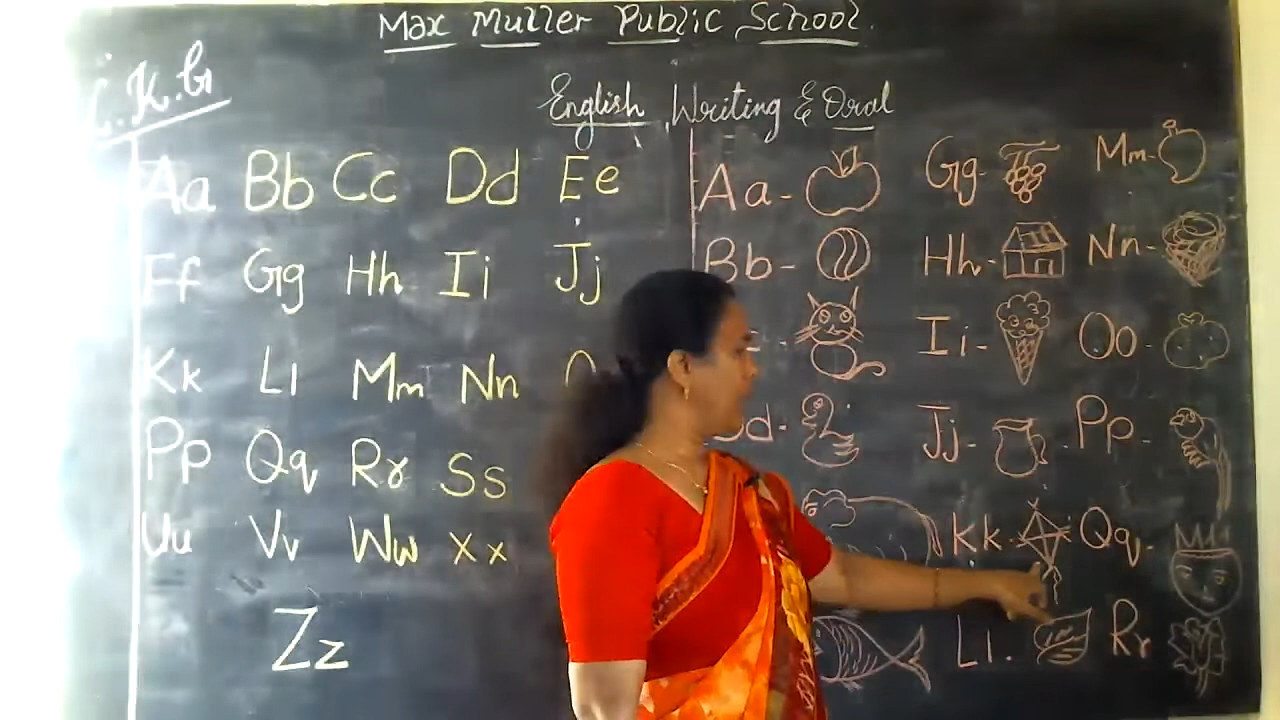 Max Muller Public School.
L.K.G
English Writing & Oral
Aa Bb Cc Dd Ee
Ff Gg Hh Ii Jj
Kk Ll Mm Nn
Pp Qq Rr Ss
Uu Vv Ww Xx
Zz
Aa-
Bb-
d-
Gg-
Hh-
Ii-
Jj-
Kk-
Ll.
Mm-
Nn-
Oo-
Pp-
Qq-
Rr